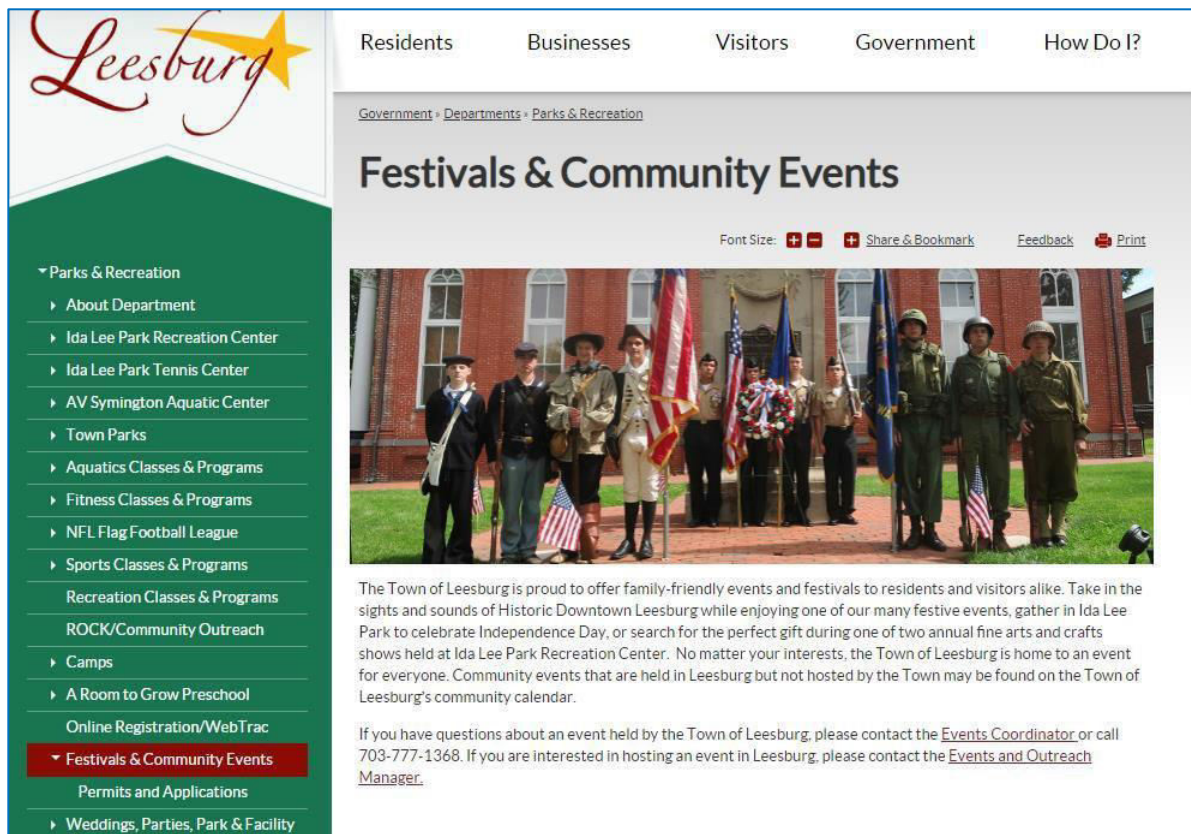 Leesburg
Residents
Businesses
Visitors
Government
How Do I?
Government » Departments » Parks & Recreation
Festivals & Community Events
Font Size:
Share & Bookmark
Feedback
Print
Parks & Recreation
About Department
Ida Lee Park Recreation Center
Ida Lee Park Tennis Center
AV Symington Aquatic Center
Town Parks
Aquatics Classes & Programs
Fitness Classes & Programs
NFL Flag Football League
Sports Classes & Programs
Recreation Classes & Programs
ROCK/Community Outreach
Camps
A Room to Grow Preschool
Online Registration/WebTrac
Festivals & Community Events
Permits and Applications
Weddings, Parties, Park & Facility
The Town of Leesburg is proud to offer family-friendly events and festivals to residents and visitors alike. Take in the
sights and sounds of Historic Downtown Leesburg while enjoying one of our many festive events, gather in Ida Lee
Park to celebrate Independence Day, or search for the perfect gift during one of two annual fine arts and crafts
shows held at Ida Lee Park Recreation Center. No matter your interests, the Town of Leesburg is home to an event
for everyone. Community events that are held in Leesburg but not hosted by the Town may be found on the Town of
Leesburg's community calendar.
If you have questions about an event held by the Town of Leesburg, please contact the Events Coordinator or call
703-777-1368. If you are interested in hosting an event in Leesburg, please contact the Events and Outreach
Manager.